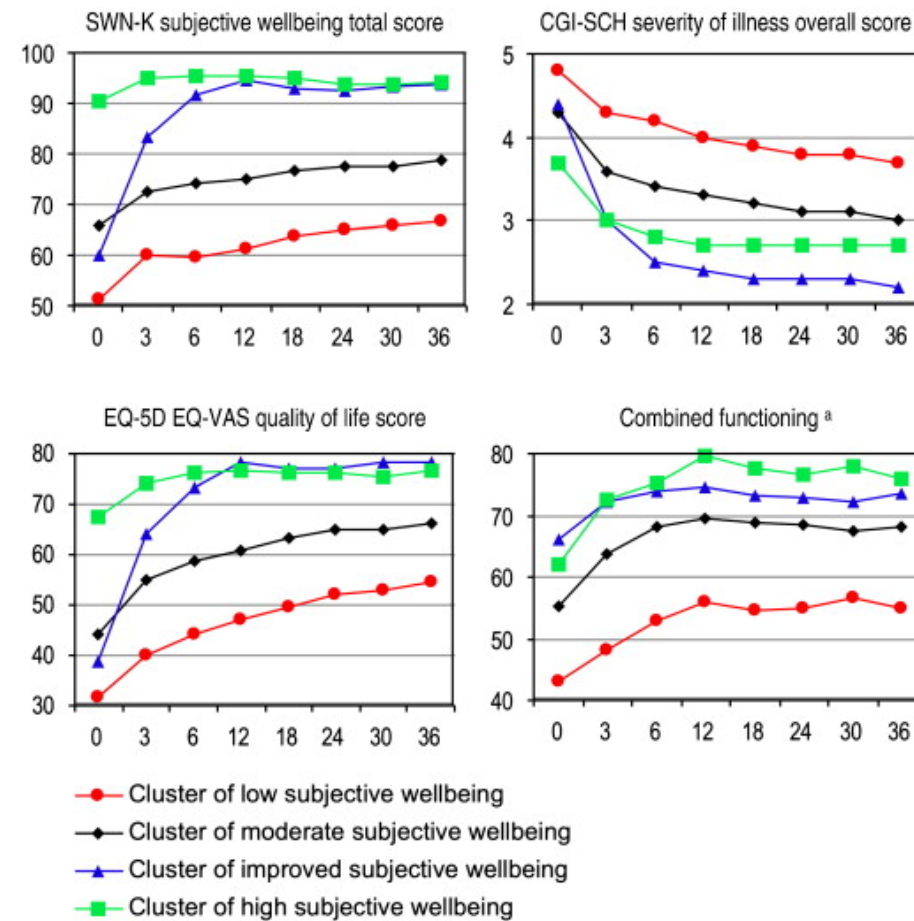 SWN-K subjective wellbeing total score
100
90
80
70
60
50
0 3 6 12 18 24 30 36
CGI-SCH severity of illness overall score
5
4
3
2
0 3 6 12 18 24 30 36
EQ-5D EQ-VAS quality of life score
80
70
60
50
40
30
0 3 6 12 18 24 30 36
Combined functioning ᵃ
80
70
60
50
40
0 3 6 12 18 24 30 36
Cluster of low subjective wellbeing
Cluster of moderate subjective wellbeing
Cluster of improved subjective wellbeing
Cluster of high subjective wellbeing